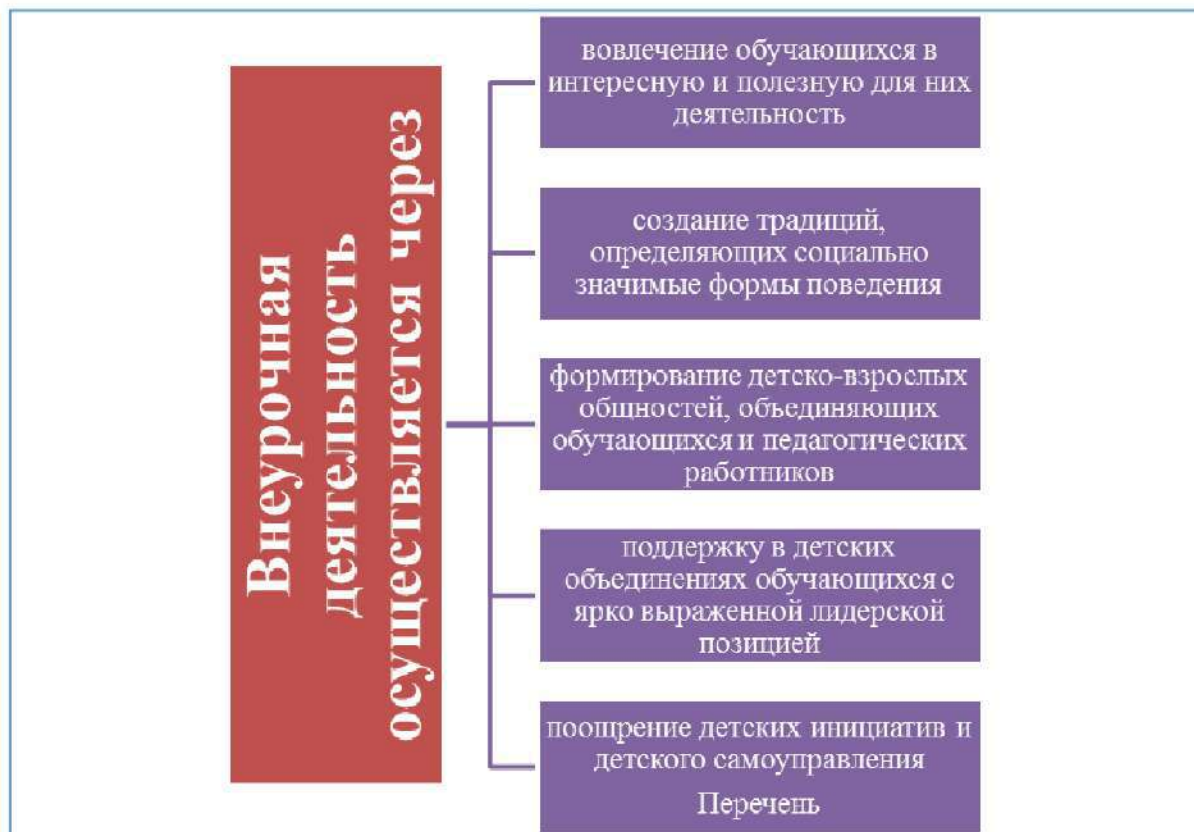 Внеурочная
деятельность
осуществляется через
вовлечение обучающихся в
интересную и полезную для них
деятельность
создание традиций,
определяющих социально
значимые формы поведения
формирование детско-взрослых
общностей, объединяющих
обучающихся и педагогических
работников
поддержку в детских
объединениях обучающихся с
ярко выраженной лидерской
позицией
поощрение детских инициатив и
детского самоуправления
Перечень